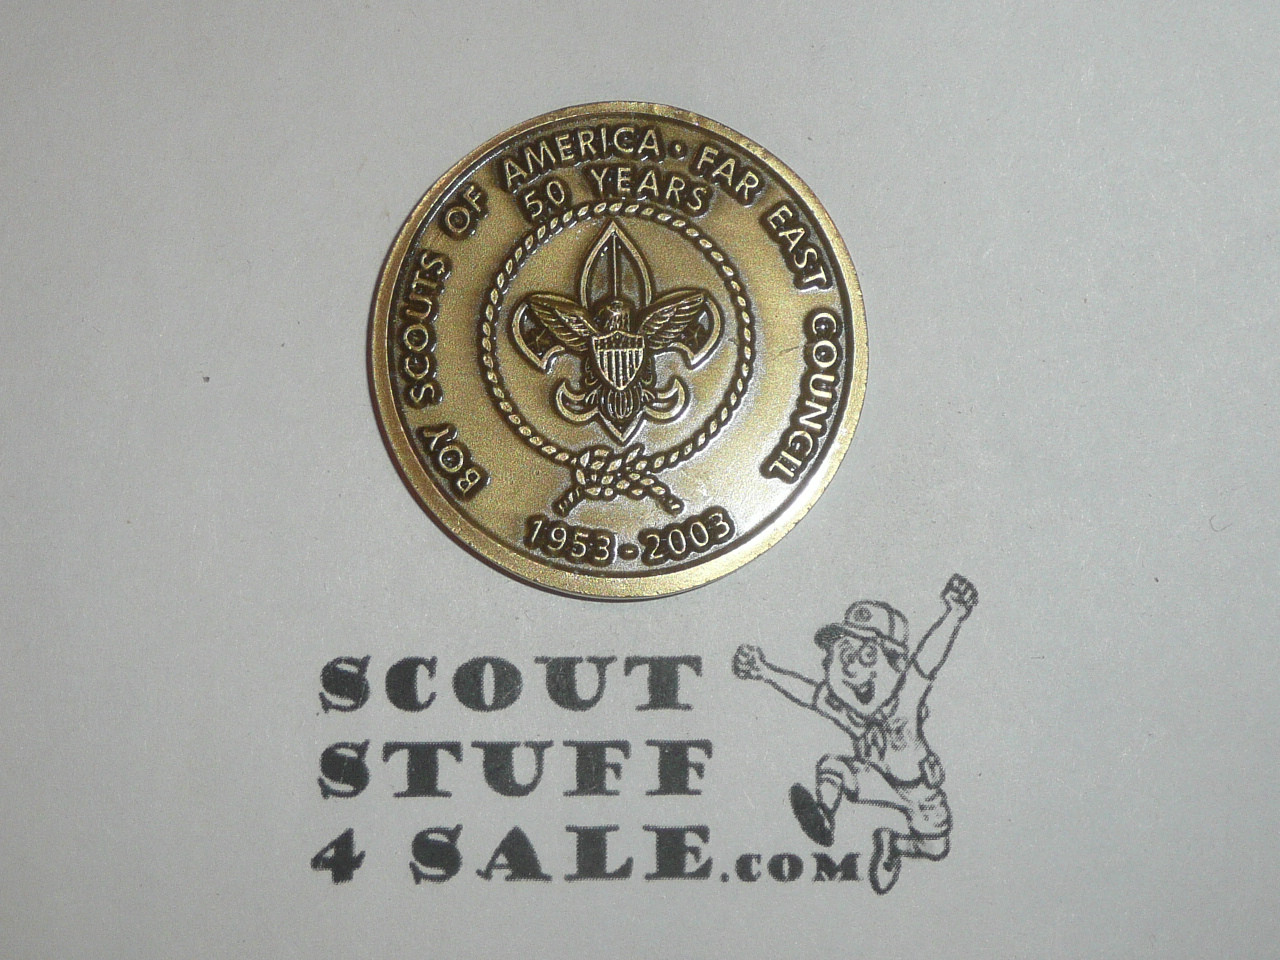 BOY SCOUTS OF AMERICA • FAR EAST COUNCIL
50 YEARS
1953-2003
SCOUT
STUFF
4 SALE.COM